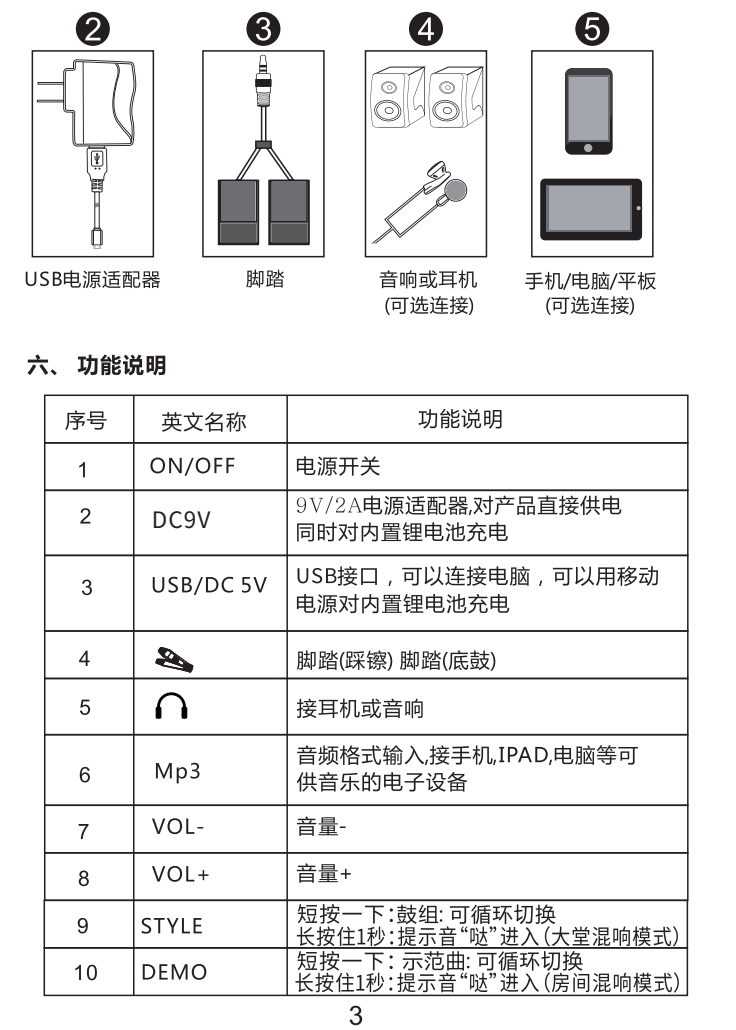 2 3 4 5
USB电源适配器 脚踏 音响或耳机 手机/电脑/平板
(可选连接) (可选连接)
六、 功能说明
序号 英文名称 功能说明
1 ON/OFF 电源开关
2 DC9V 9V/2A电源适配器,对产品直接供电
同时对内置锂电池充电
3 USB/DC 5V USB接口，可以连接电脑，可以用移动
电源对内置锂电池充电
4 脚踏(踩镲) 脚踏(底鼓)
5 接耳机或音响
6 Mp3 音频格式输入,接手机,IPAD,电脑等可
供音乐的电子设备
7 VOL- 音量-
8 VOL+ 音量+
9 STYLE 短按一下:鼓组: 可循环切换
长按住1秒:提示音“哒”进入(大堂混响模式)
10 DEMO 短按一下: 示范曲: 可循环切换
长按住1秒:提示音“哒”进入(房间混响模式)
3